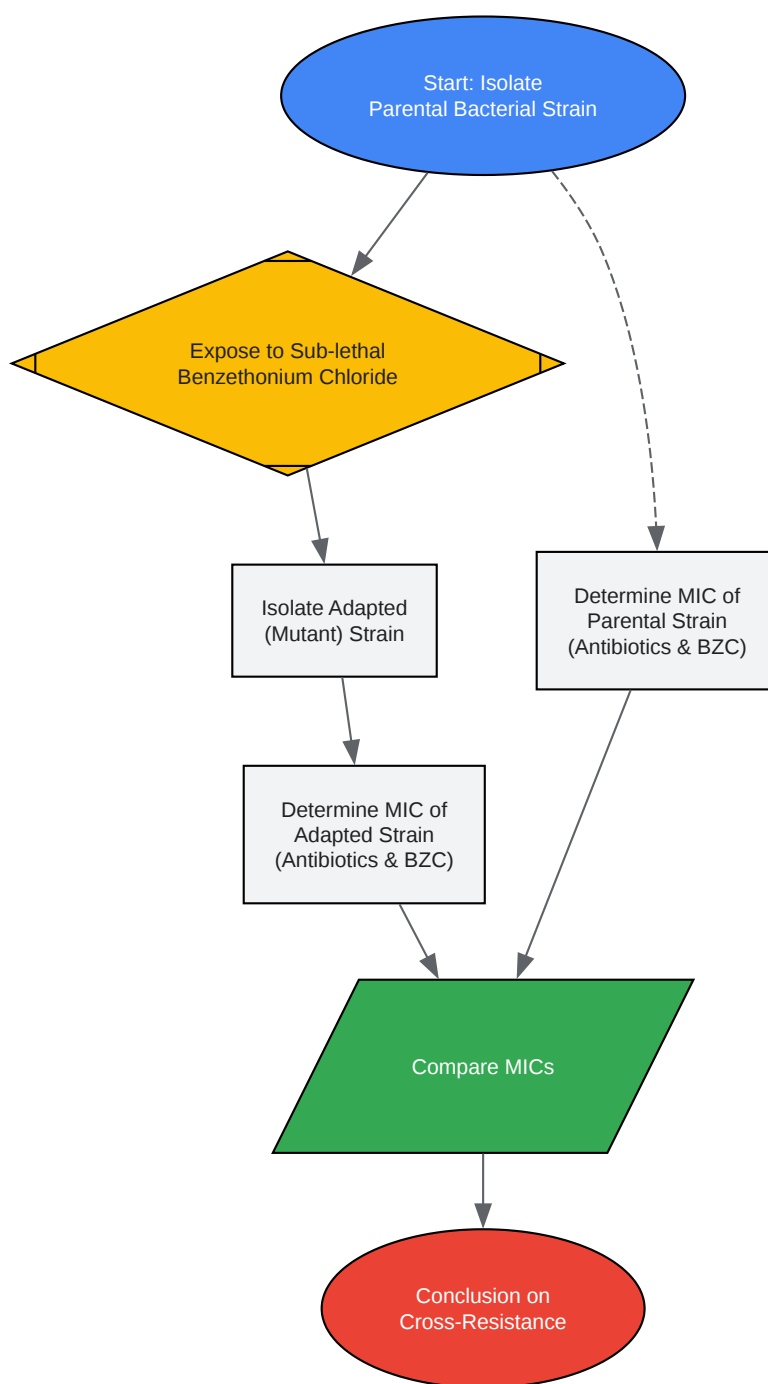 Start: Isolate
Parental Bacterial Strain
Expose to Sub-lethal
Benzethonium Chloride
Isolate Adapted
(Mutant) Strain
Determine MIC of
Parental Strain
(Antibiotics & BZC)
Determine MIC of
Adapted Strain
(Antibiotics & BZC)
Compare MICs
Conclusion on
Cross-Resistance